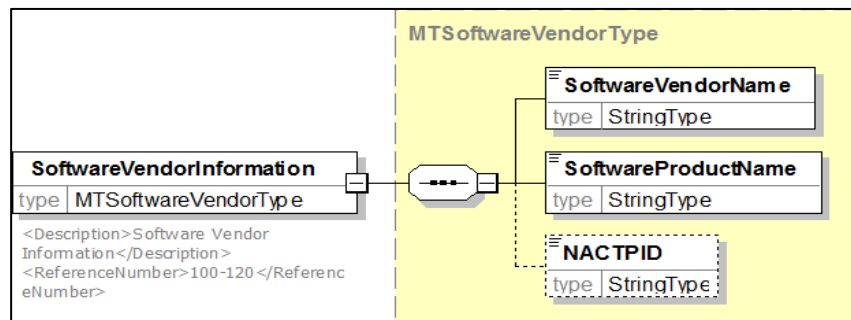 MTSoftwareVendorType
SoftwareVendorName
type StringType
SoftwareVendorInformation
type MTSoftwareVendorType
<Description>Software Vendor
Information</Description>
<ReferenceNumber>100-120</Referenc
eNumber>
SoftwareProductName
type StringType
NACTPID
type StringType